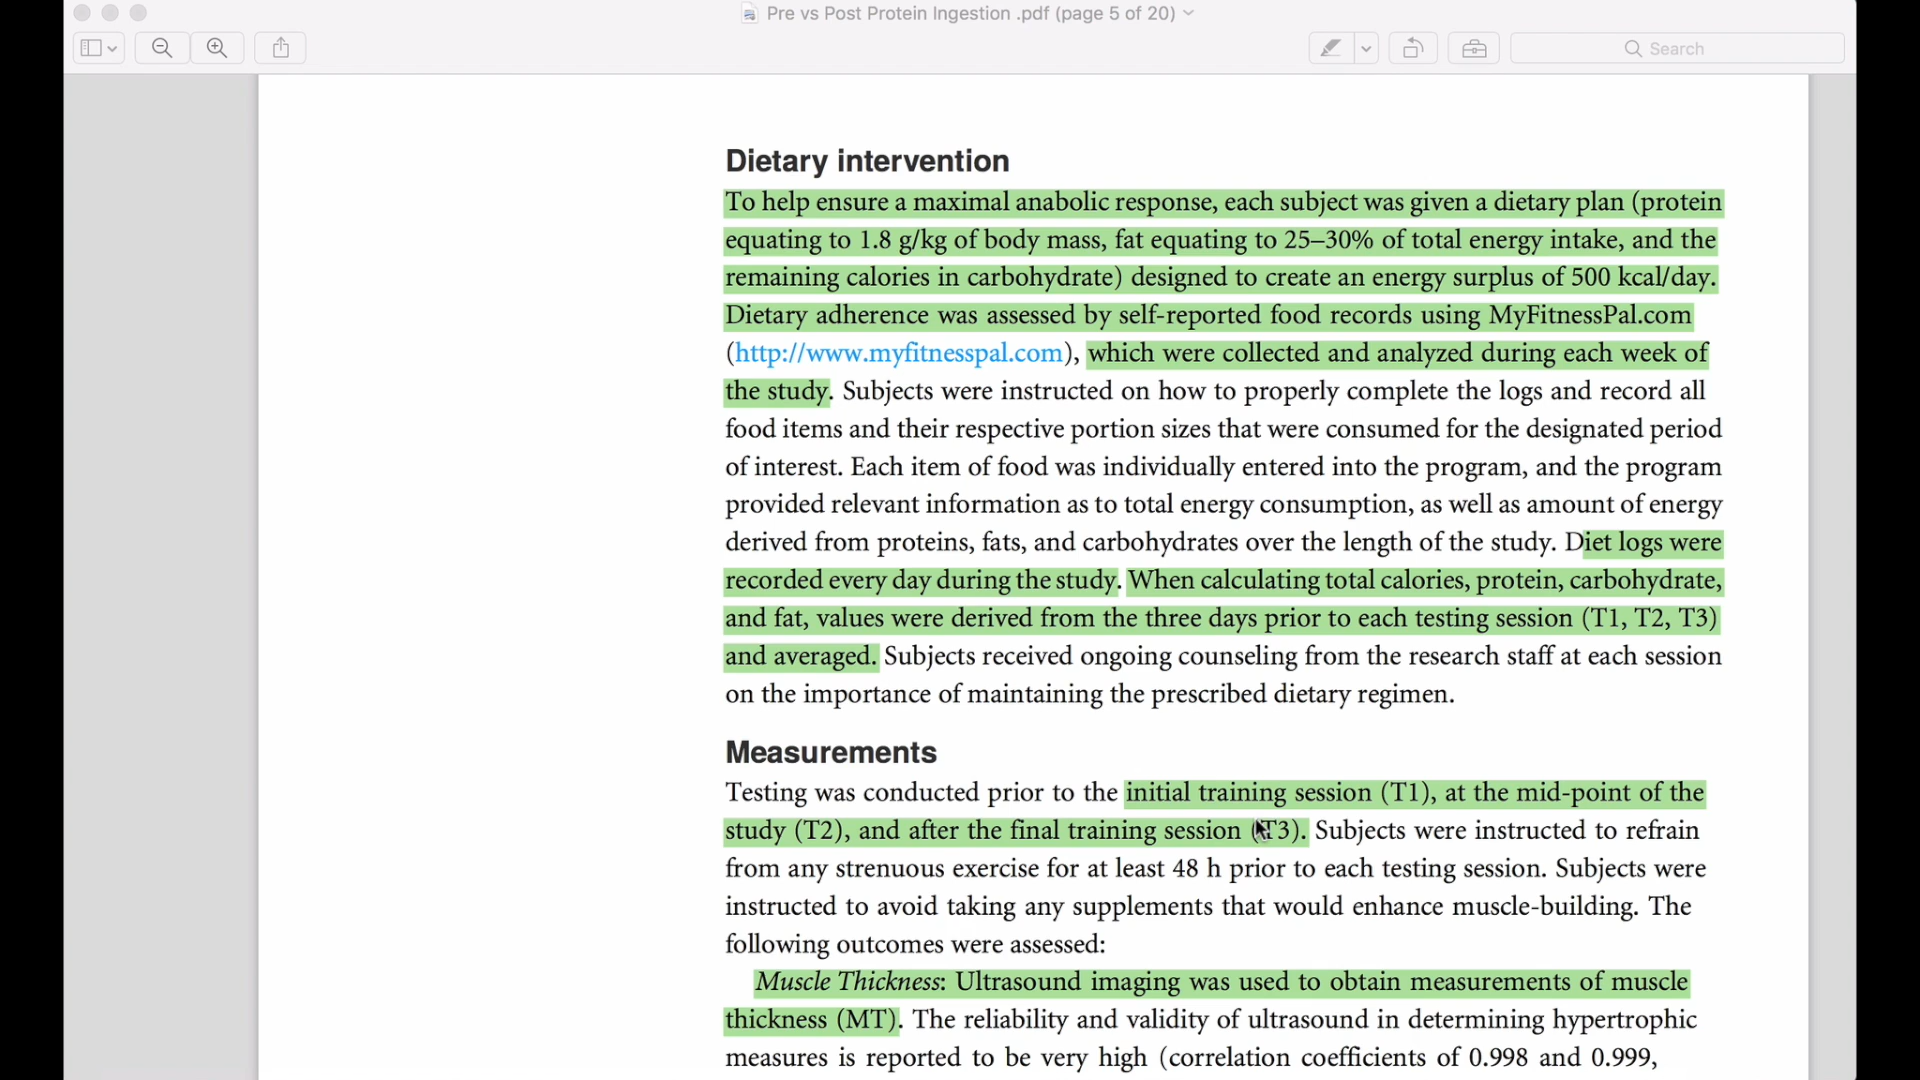 Pre vs Post Protein Ingestion .pdf (page 5 of 20)
Search
Dietary intervention
To help ensure a maximal anabolic response, each subject was given a dietary plan (protein
equating to 1.8 g/kg of body mass, fat equating to 25–30% of total energy intake, and the
remaining calories in carbohydrate) designed to create an energy surplus of 500 kcal/day.
Dietary adherence was assessed by self-reported food records using MyFitnessPal.com
(http://www.myfitnesspal.com), which were collected and analyzed during each week of
the study. Subjects were instructed on how to properly complete the logs and record all
food items and their respective portion sizes that were consumed for the designated period
of interest. Each item of food was individually entered into the program, and the program
provided relevant information as to total energy consumption, as well as amount of energy
derived from proteins, fats, and carbohydrates over the length of the study. Diet logs were
recorded every day during the study. When calculating total calories, protein, carbohydrate,
and fat, values were derived from the three days prior to each testing session (T1, T2, T3)
and averaged. Subjects received ongoing counseling from the research staff at each session
on the importance of maintaining the prescribed dietary regimen.
Measurements
Testing was conducted prior to the initial training session (T1), at the mid-point of the
study (T2), and after the final training session (T3). Subjects were instructed to refrain
from any strenuous exercise for at least 48 h prior to each testing session. Subjects were
instructed to avoid taking any supplements that would enhance muscle-building. The
following outcomes were assessed:
Muscle Thickness: Ultrasound imaging was used to obtain measurements of muscle
thickness (MT). The reliability and validity of ultrasound in determining hypertrophic
measures is reported to be very high (correlation coefficients of 0.998 and 0.999,